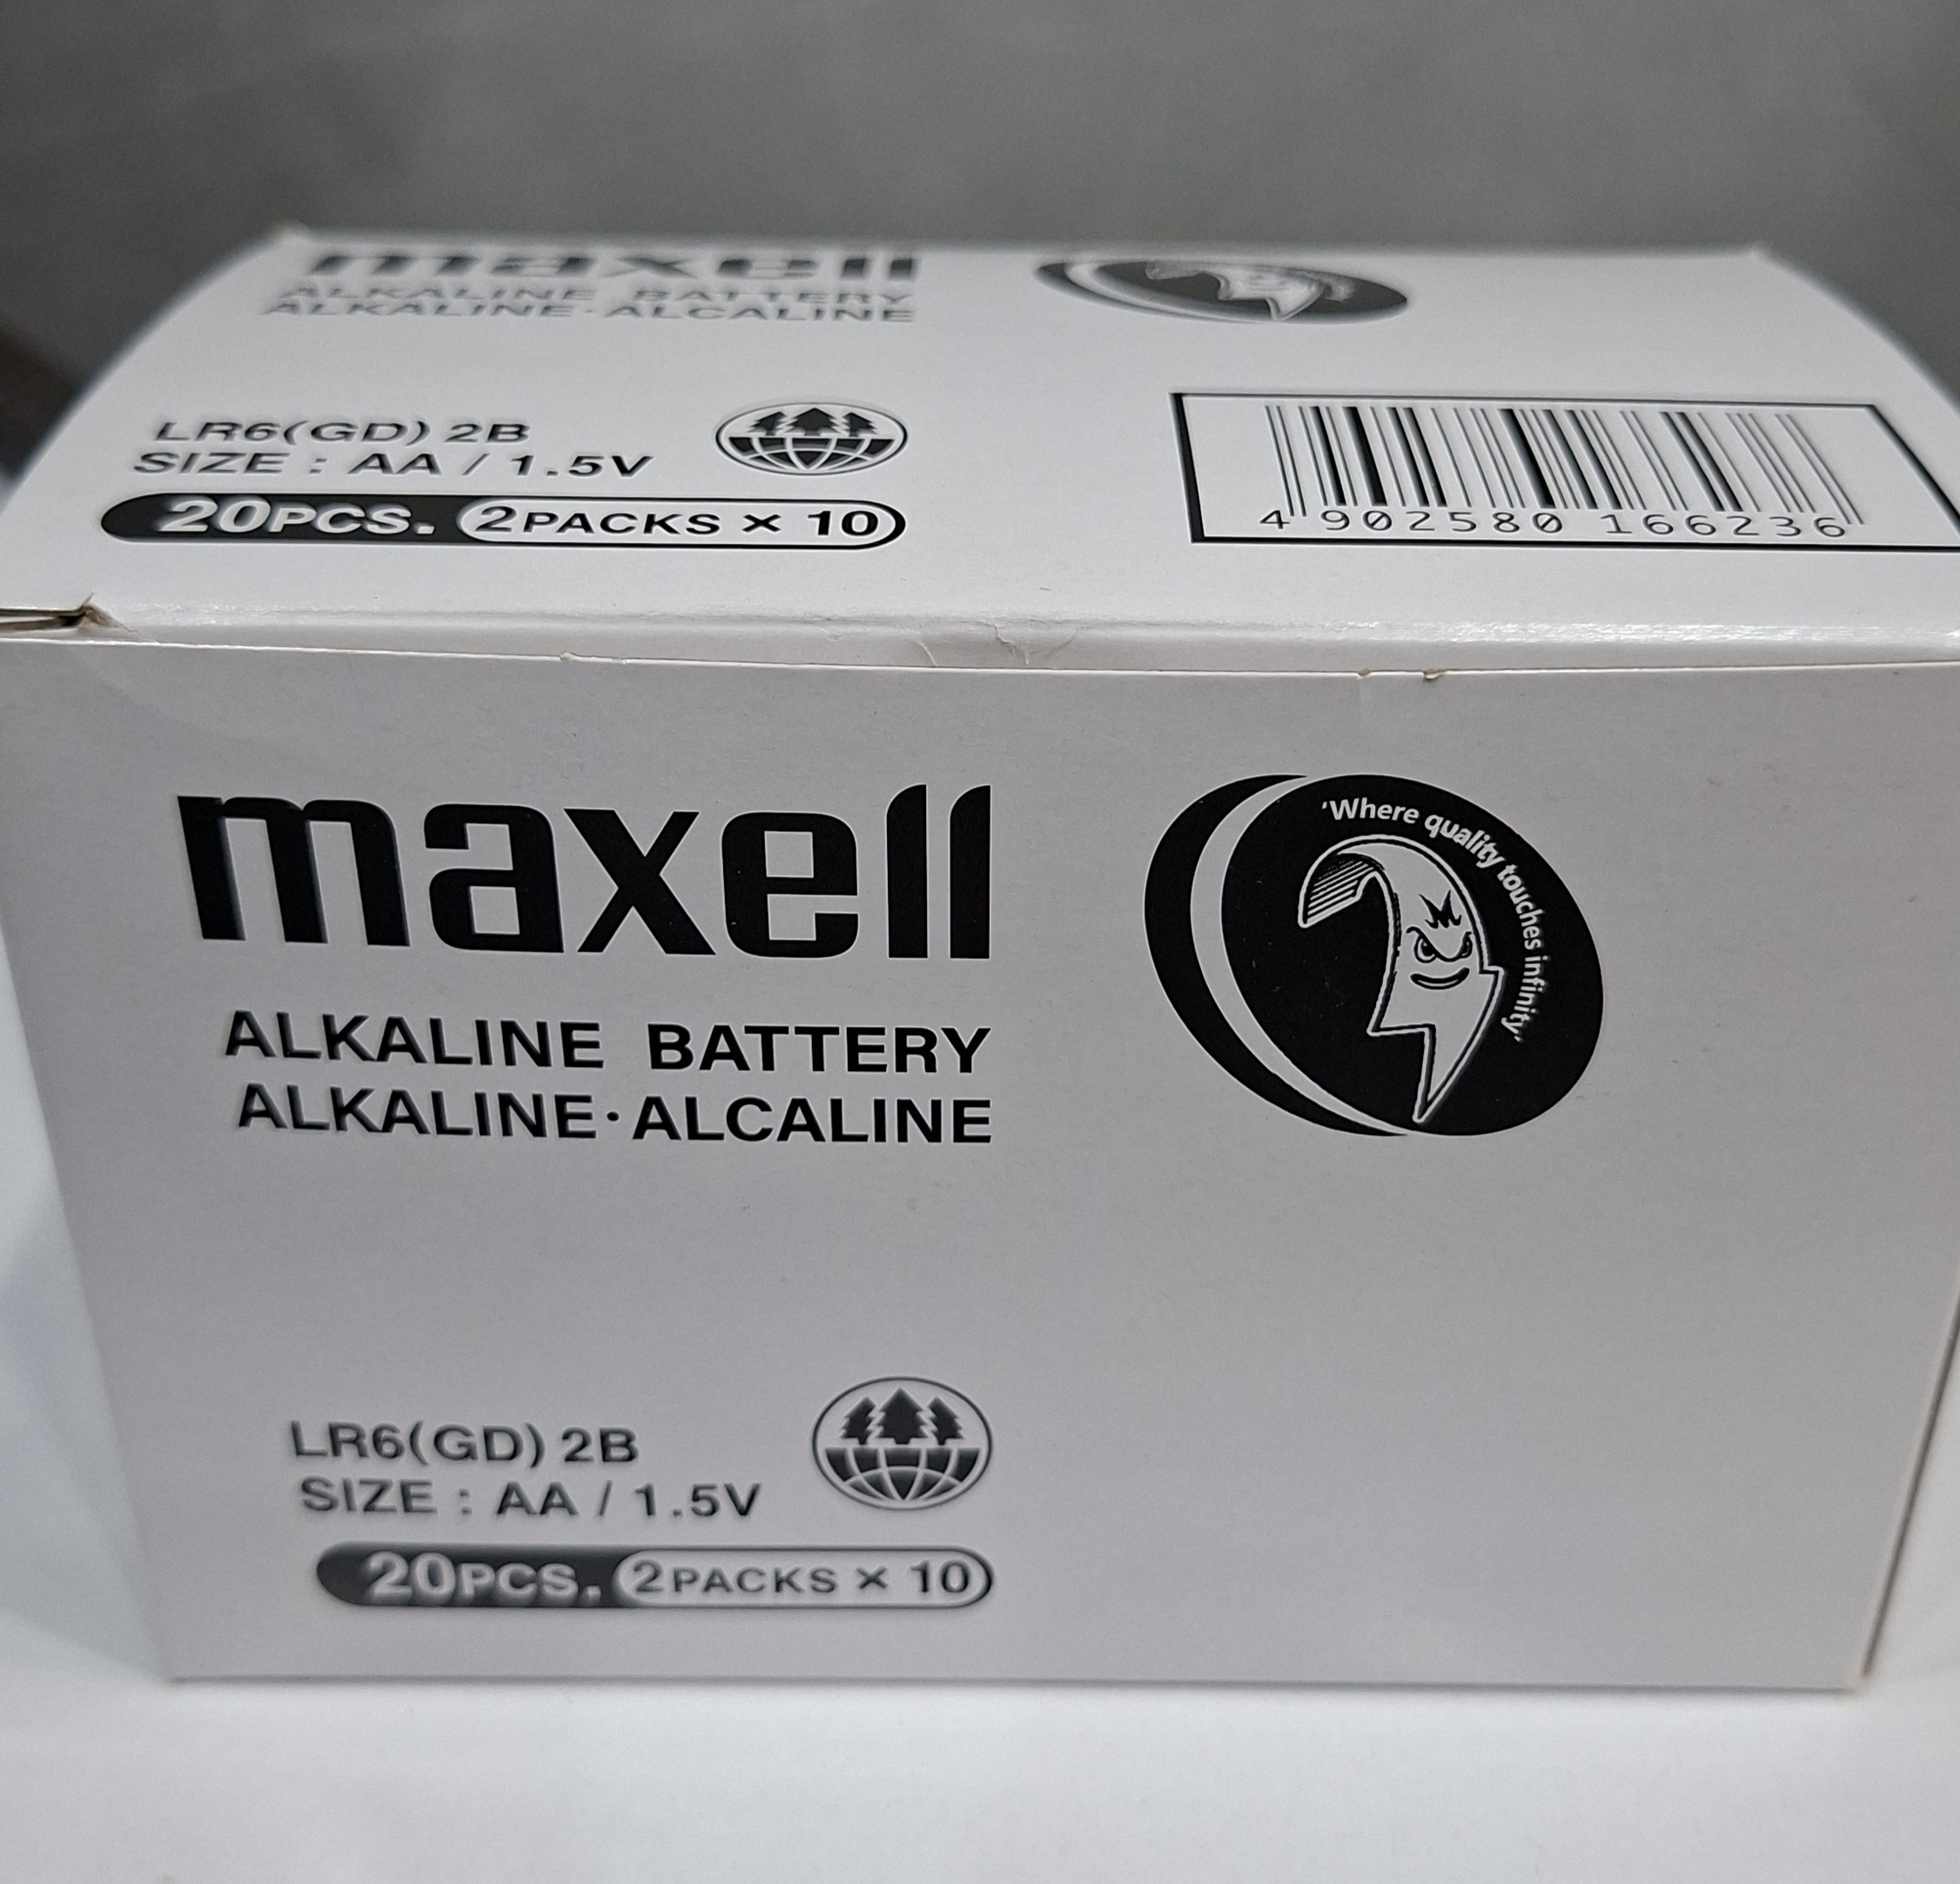 maxell
ALKALINE BATTERY
ALKALINE·ALCALINE
LR6(GD) 2B
SIZE : AA / 1.5V
20PCS. 2PACKS × 10
4 902580 166236
maxell
ALKALINE BATTERY
ALKALINE·ALCALINE
'Where quality touches infinity'
LR6(GD) 2B
SIZE : AA / 1.5V
20PCS. 2PACKS × 10